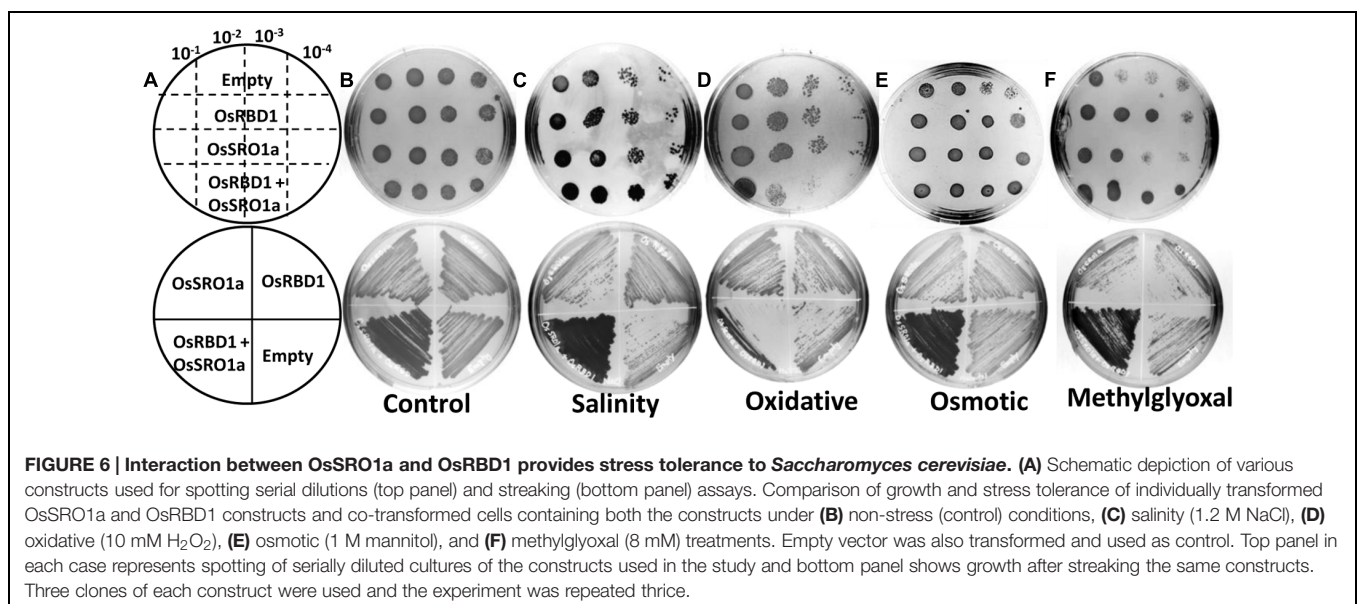 10-1 10-2 10-3 10-4
A B C D E F
Empty
OsRBD1
OsSRO1a
OsRBD1 +
OsSRO1a
OsSRO1a OsRBD1
OsRBD1 +
OsSRO1a
Empty
Control Salinity Oxidative Osmotic Methylglyoxal
FIGURE 6 | Interaction between OsSRO1a and OsRBD1 provides stress tolerance to Saccharomyces cerevisiae. (A) Schematic depiction of various
constructs used for spotting serial dilutions (top panel) and streaking (bottom panel) assays. Comparison of growth and stress tolerance of individually transformed
OsSRO1a and OsRBD1 constructs and co-transformed cells containing both the constructs under (B) non-stress (control) conditions, (C) salinity (1.2 M NaCl), (D)
oxidative (10 mM H2O2), (E) osmotic (1 M mannitol), and (F) methylglyoxal (8 mM) treatments. Empty vector was also transformed and used as control. Top panel in
each case represents spotting of serially diluted cultures of the constructs used in the study and bottom panel shows growth after streaking the same constructs.
Three clones of each construct were used and the experiment was repeated thrice.